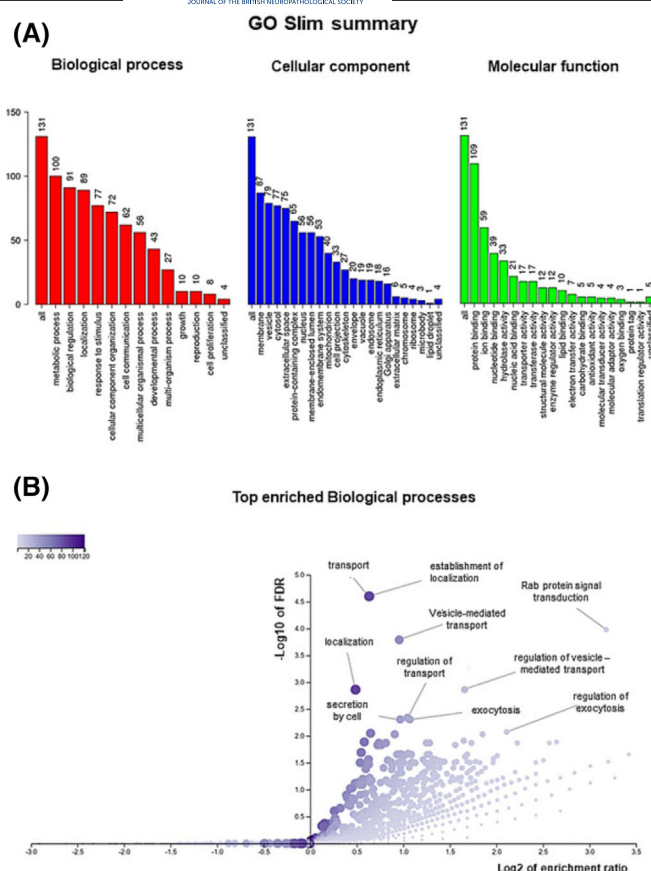 JOURNAL OF THE BRITISH NEUROPATHOLOGICAL SOCIETY
(A)
GO Slim summary
Biological process
Cellular component
Molecular function
150
100
50
0
131
100
91
89
77
72
62
56
43
27
10
10
8
4
all
metabolic process
biological regulation
localization
response to stimulus
cellular component organization
cell communication
multicellular organismal process
developmental process
multi-organism process
growth
reproduction
cell proliferation
unclassified
131
87
79
77
75
65
56
56
53
40
33
27
20
19
19
18
16
6
5
4
3
1
4
all
membrane
vesicle
cytosol
extracellular space
protein-containing complex
nucleus
membrane-enclosed lumen
endomembrane system
mitochondrion
cell projection
cytoskeleton
envelope
vacuole
endosome
endoplasmic reticulum
Golgi apparatus
extracellular matrix
chromosome
ribosome
microbody
lipid droplet
unclassified
131
109
59
39
33
21
17
17
12
12
10
7
5
5
4
4
3
1
1
5
all
protein binding
ion binding
nucleotide binding
hydrolase activity
nucleic acid binding
transporter activity
transferase activity
structural molecule activity
enzyme regulator activity
lipid binding
electron transfer activity
carbohydrate binding
antioxidant activity
molecular transducer activity
molecular adaptor activity
oxygen binding
protein tag
translation regulator activity
unclassified
(B)
Top enriched Biological processes
20 40 60 80 100 120
-Log10 of FDR
5.0
4.5
4.0
3.5
3.0
2.5
2.0
1.5
1.0
0.5
transport
establishment of
localization
Rab protein signal
transduction
Vesicle-mediated
transport
localization
regulation of
transport
regulation of vesicle–
mediated transport
secretion
by cell
exocytosis
regulation of
exocytosis
-3.0 -2.5 -2.0 -1.5 -1.0 -0.5 0.0 0.5 1.0 1.5 2.0 2.5 3.0 3.5
Log2 of enrichment ratio